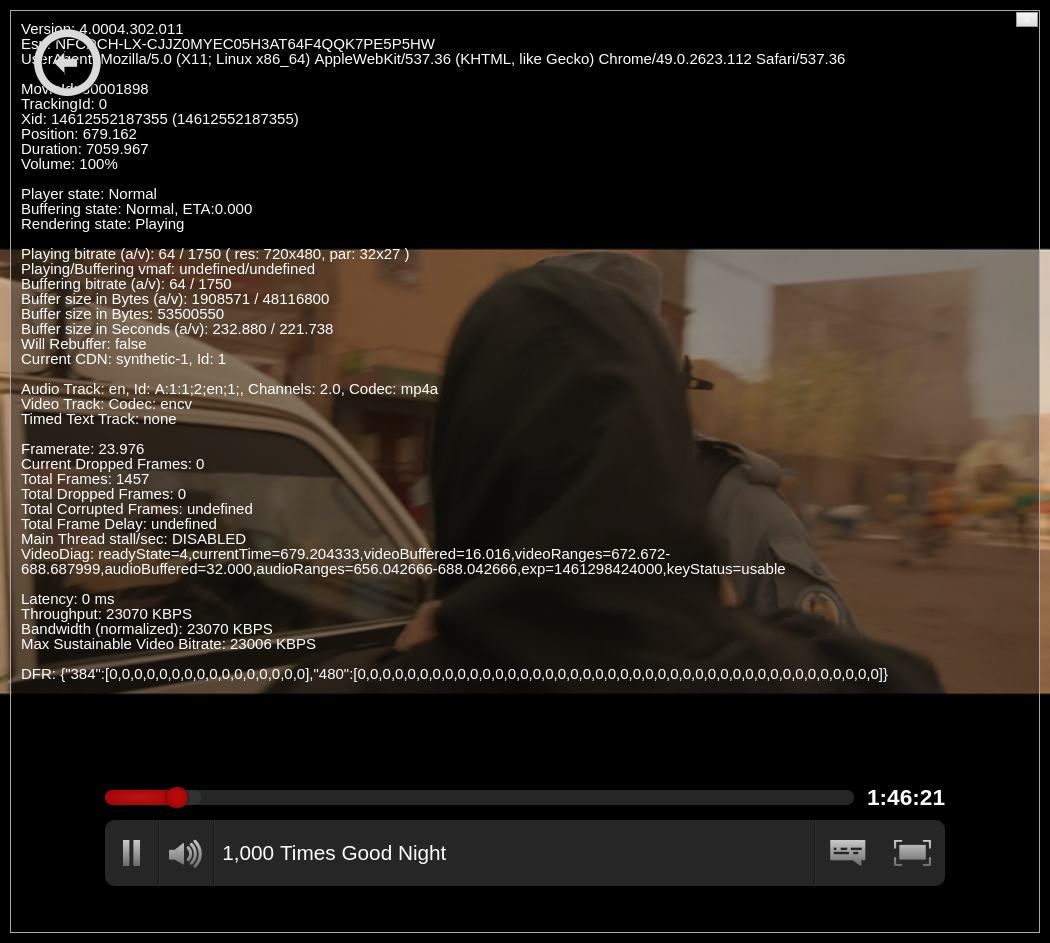 Version: 4.0004.302.011
Esn: NFCDCH-LX-CJJZ0MYEC05H3AT64F4QQK7PE5P5HW
UserAgent: Mozilla/5.0 (X11; Linux x86_64) AppleWebKit/537.36 (KHTML, like Gecko) Chrome/49.0.2623.112 Safari/537.36
TrackingId: 0
Xid: 14612552187355 (14612552187355)
Position: 679.162
Duration: 7059.967
Volume: 100%
Player state: Normal
Buffering state: Normal, ETA:0.000
Rendering state: Playing
Playing bitrate (a/v): 64 / 1750 ( res: 720x480, par: 32x27 )
Playing/Buffering vmaf: undefined/undefined
Buffering bitrate (a/v): 64 / 1750
Buffer size in Bytes (a/v): 1908571 / 48116800
Buffer size in Bytes: 53500550
Buffer size in Seconds (a/v): 232.880 / 221.738
Will Rebuffer: false
Current CDN: synthetic-1, Id: 1
Audio Track: en, Id: A:1:1;2;en;1;, Channels: 2.0, Codec: mp4a
Video Track: Codec: encv
Timed Text Track: none
Framerate: 23.976
Current Dropped Frames: 0
Total Frames: 1457
Total Dropped Frames: 0
Total Corrupted Frames: undefined
Total Frame Delay: undefined
Main Thread stall/sec: DISABLED
VideoDiag: readyState=4,currentTime=679.204333,videoBuffered=16.016,videoRanges=672.672-
688.687999,audioBuffered=32.000,audioRanges=656.042666-688.042666,exp=1461298424000,keyStatus=usable
Latency: 0 ms
Throughput: 23070 KBPS
Bandwidth (normalized): 23070 KBPS
Max Sustainable Video Bitrate: 23006 KBPS
DFR: {"384":[0,0,0,0,0,0,0,0,0,0,0,0,0,0,0,0],"480":[0,0,0,0,0,0,0,0,0,0,0,0,0,0,0,0,0,0,0,0,0,0,0,0,0,0,0,0,0,0,0,0,0,0,0,0,0,0,0,0,0,0]}
1:46:21
1,000 Times Good Night